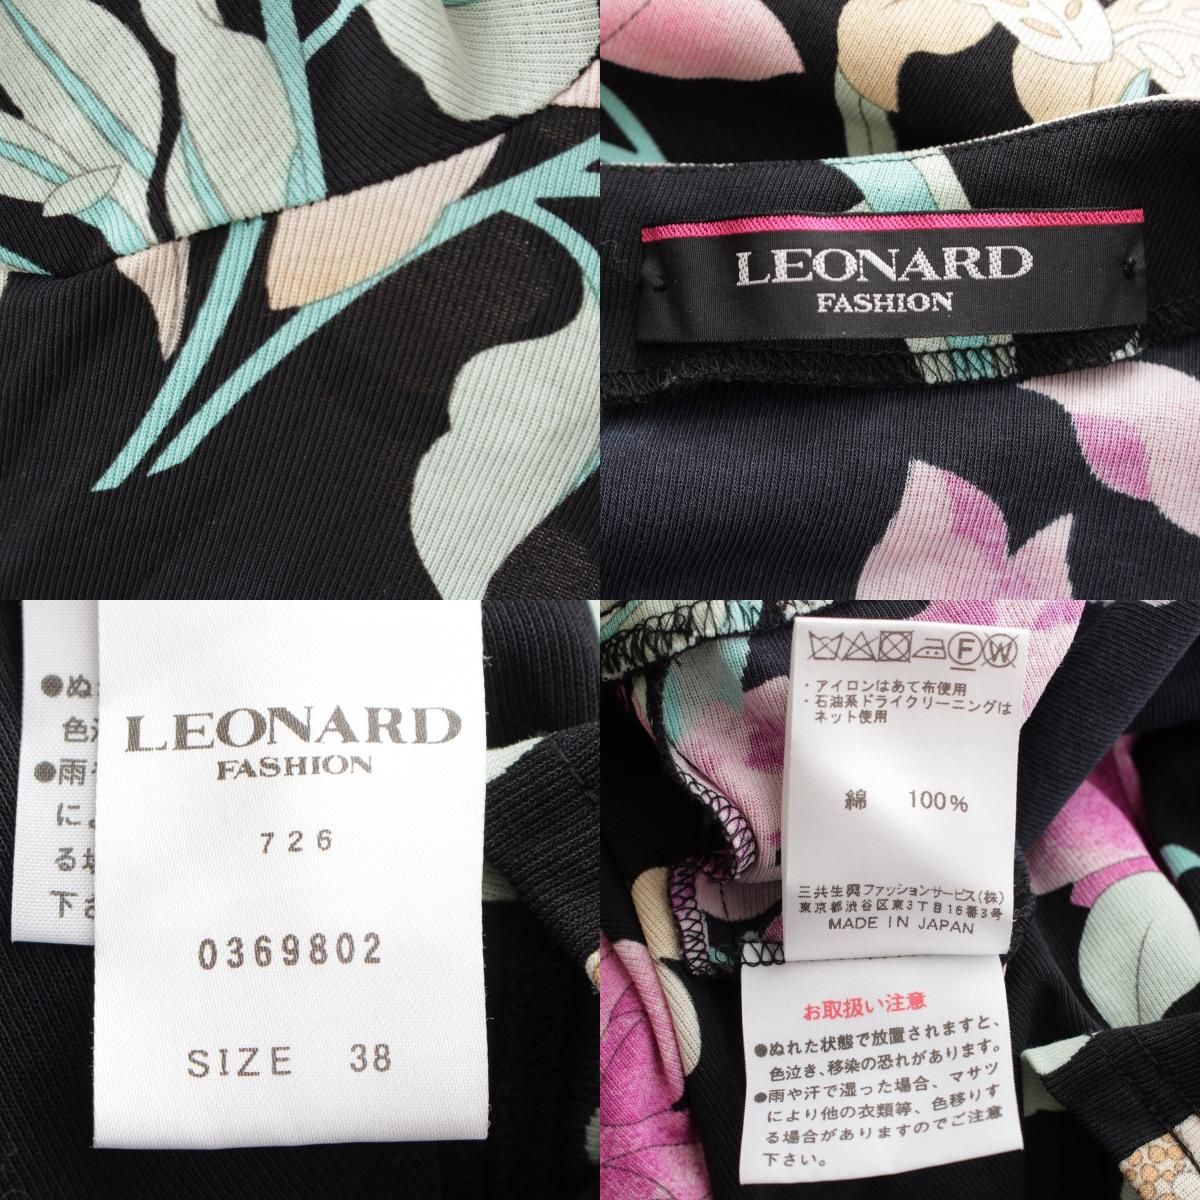 LEONARD
FASHION
LEONARD
FASHION
726
0369802
SIZE 38
●ぬ
色
●雨
に
る
下
F W
・アイロンはあて布使用
・石油系ドライクリーニングは
ネット使用
綿 100%
三共生興ファッションサービス(株)
東京都渋谷区東3丁目16番3号
MADE IN JAPAN
お取扱い注意
●ぬれた状態で放置されますと、
色泣き、移染の恐れがあります。
●雨や汗で湿った場合、マサツ
により他の衣類等、色移りす
る場合がありますのでご注意
下さい。